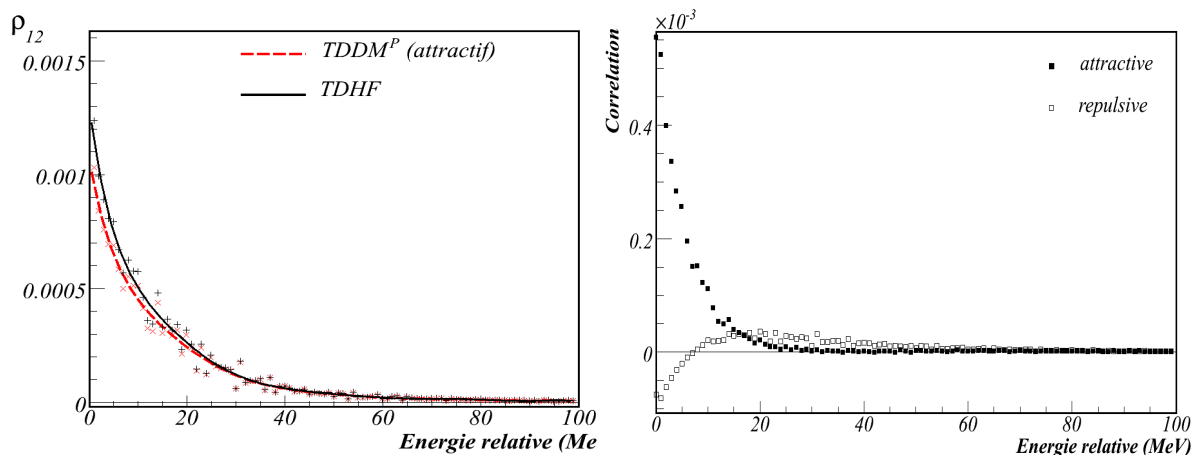 ρ12
0.0015
0.001
0.0005
0
TDDM^P (attractif)
TDHF
0 20 40 60 80 100
Energie relative (Me
×10^-3
Correlation
0.4
0.2
0
attractive
repulsive
0 20 40 60 80 100
Energie relative (MeV)